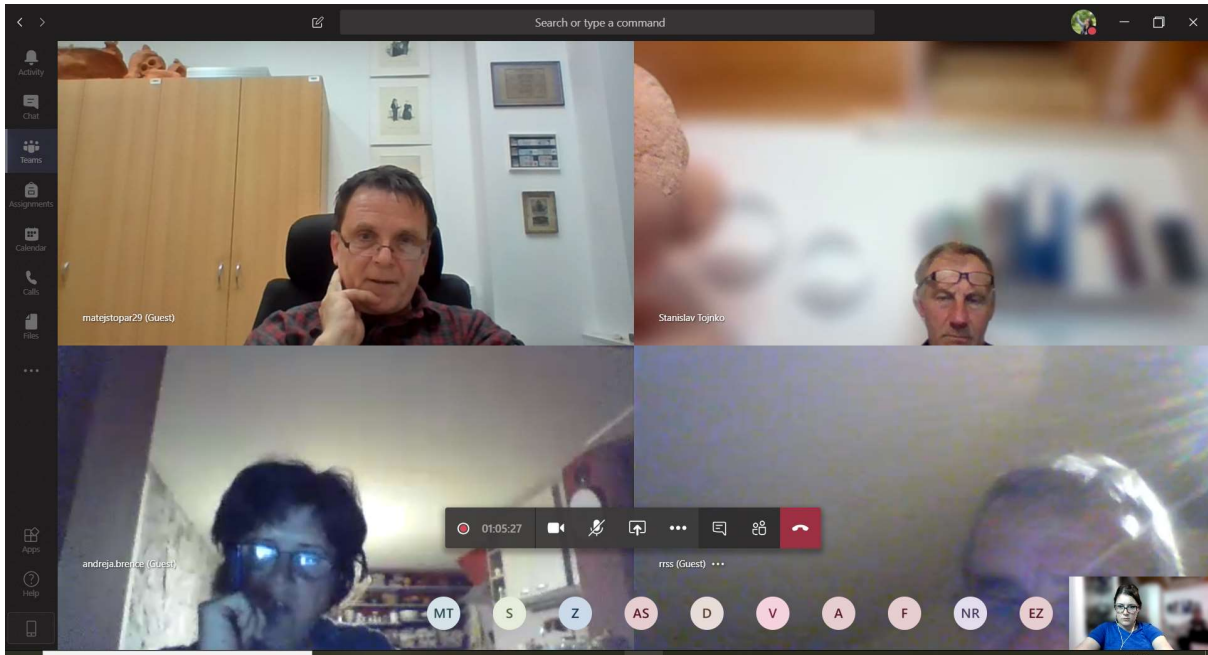 Search or type a command
Activity
Chat
Teams
Assignments
Calendar
Calls
Files
Apps
Help
matejstopar29 (Guest)
Stanislav Tojnko
andreja.brence (Guest)
rrss (Guest)
01:05:27
MT
S
Z
AS
D
V
A
F
NR
EZ